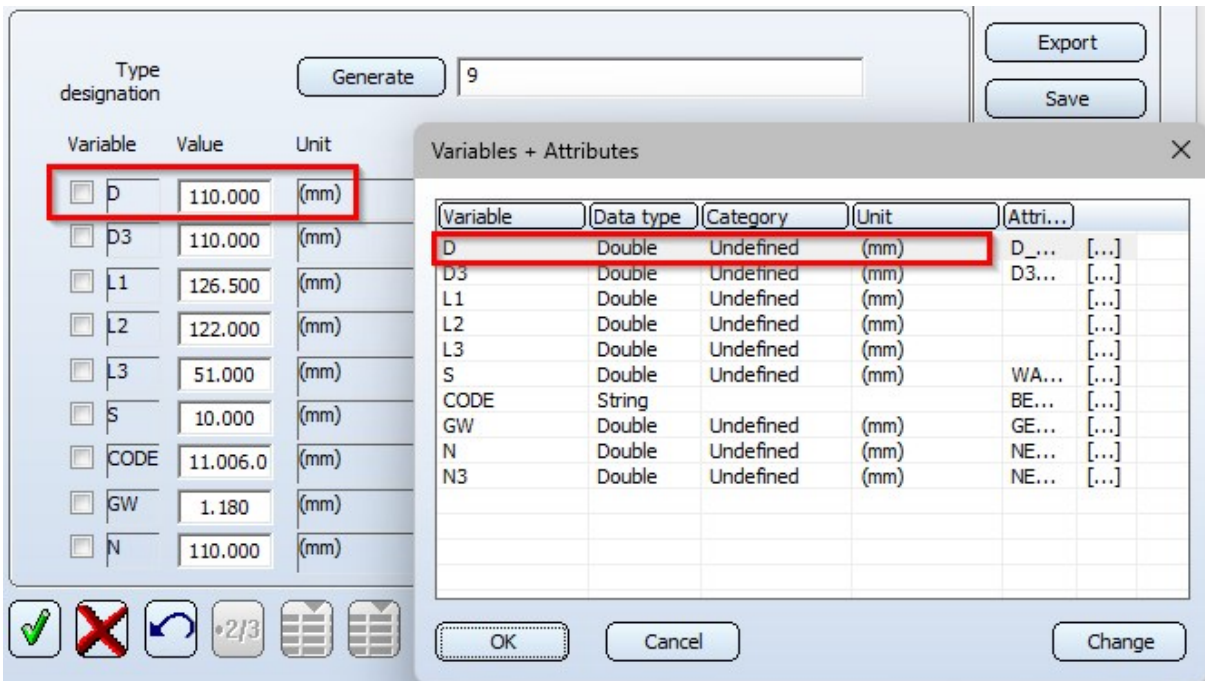 Export
Type designation
Generate
9
Save
Variable Value Unit
D 110.000 (mm)
D3 110.000 (mm)
L1 126.500 (mm)
L2 122.000 (mm)
L3 51.000 (mm)
S 10.000 (mm)
CODE 11.006.0 (mm)
GW 1.180 (mm)
N 110.000 (mm)
•2/3
Variables + Attributes
Variable Data type Category Unit Attri...
D Double Undefined (mm) D_... [...]
D3 Double Undefined (mm) D3... [...]
L1 Double Undefined (mm) [...]
L2 Double Undefined (mm) [...]
L3 Double Undefined (mm) [...]
S Double Undefined (mm) WA... [...]
CODE String BE... [...]
GW Double Undefined (mm) GE... [...]
N Double Undefined (mm) NE... [...]
N3 Double Undefined (mm) NE... [...]
OK Cancel Change